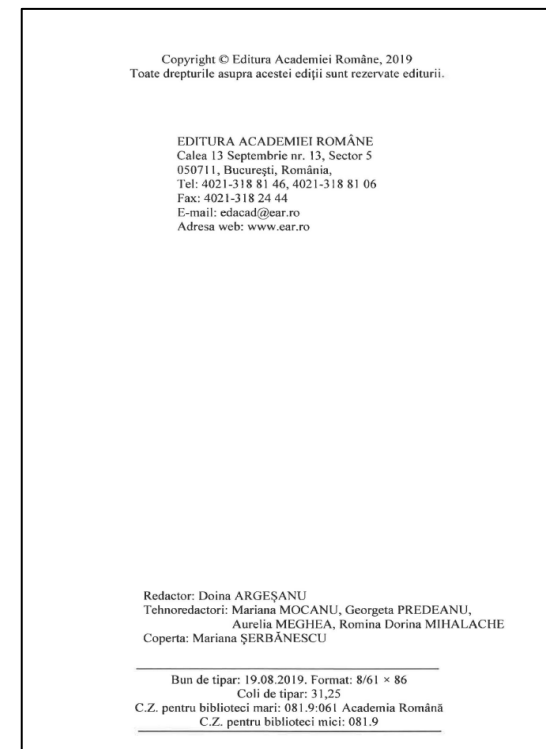 Copyright © Editura Academiei Române, 2019
Toate drepturile asupra acestei ediții sunt rezervate editurii.
EDITURA ACADEMIEI ROMÂNE
Calea 13 Septembrie nr. 13, Sector 5
050711, București, România,
Tel: 4021-318 81 46, 4021-318 81 06
Fax: 4021-318 24 44
E-mail: edacad@ear.ro
Adresa web: www.ear.ro
Redactor: Doina ARGEȘANU
Tehnoredactori: Mariana MOCANU, Georgeta PREDEANU,
Aurelia MEGHEA, Romina Dorina MIHALACHE
Coperta: Mariana ȘERBĂNESCU
Bun de tipar: 19.08.2019. Format: 8/61 × 86
Coli de tipar: 31,25
C.Z. pentru biblioteci mari: 081.9:061 Academia Română
C.Z. pentru biblioteci mici: 081.9